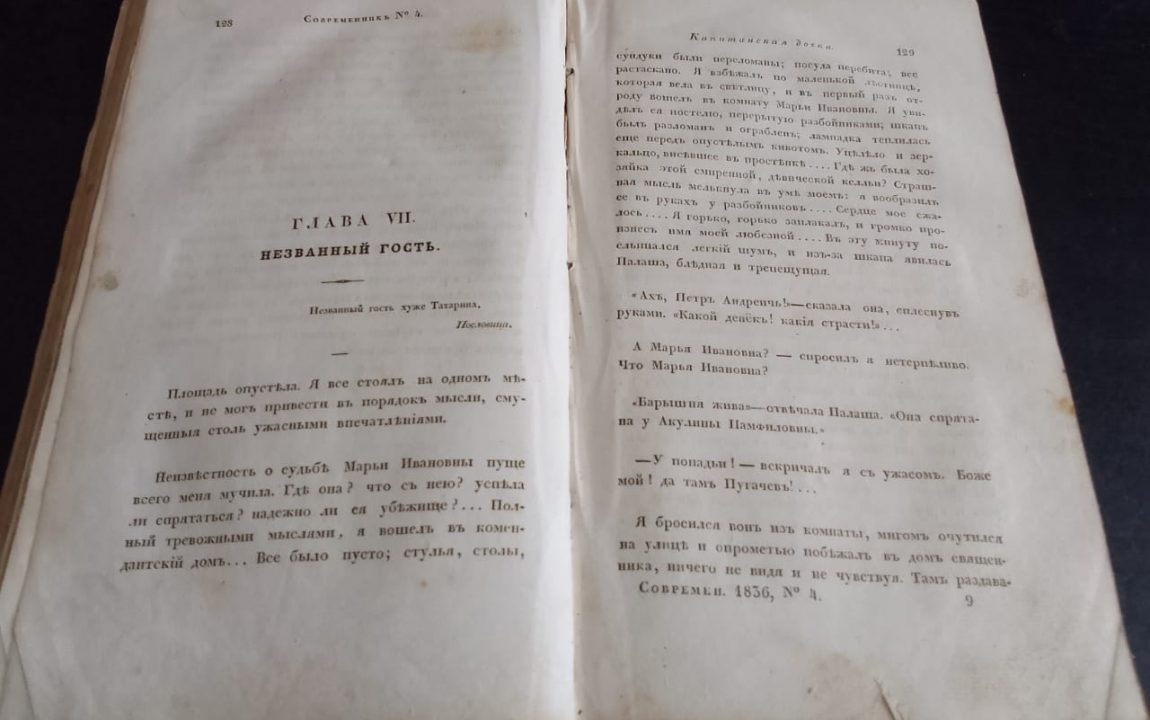 128
Современникъ № 4.
ГЛАВА VII.
НЕЗВАННЫЙ ГОСТЬ.
Незванный гость хуже Татарина,
Пословица.
Площадь опустѣла. Я все стоялъ на одномъ мѣ-
стѣ, и не могъ привести въ порядокъ мысли, сму-
щенныя столь ужасными впечатлѣніями.
Неизвѣстность о судьбѣ Марьи Ивановны пуще
всего меня мучила. Гдѣ она? что съ нею? успѣла
ли спрятаться? надежно ли ея убѣжище?... Пол-
ный тревожными мыслями, я вошелъ въ комен-
дантскій домъ... Все было пусто; стулья, столы,
Капитанская дочка.
129
сундуки были переломаны; посуда перебита; все
растаскано. Я взбѣжалъ по маленькой лѣстницѣ,
которая вела въ свѣтлицу, и въ первый разъ отъ-
роду вошелъ въ комнату Марьи Ивановны. Я уви-
дѣлъ ея постелю, перерытую разбойниками; шкапъ
былъ разломанъ и ограбленъ; лампадка теплилась
еще передъ опустѣлымъ кивотомъ. Уцѣлѣло и зер-
кальцо, висѣвшее въ простѣнкѣ.... Гдѣ жъ была хо-
зяйка этой смиренной, дѣвической келльи? Страш-
ная мысль мелькнула въ умѣ моемъ: я вообразилъ
ее въ рукахъ у разбойниковъ.... Сердце мое сжа-
лось.... Я горько, горько заплакалъ, и громко про-
изнесъ имя моей любезной.... Въ эту минуту по-
слышался легкій шумъ, и изъ-за шкапа явилась
Палаша, блѣдная и трепещущая.
«Ахъ, Петръ Андреичь!»—сказала она, сплеснувъ
руками. «Какой денёкъ! какія страсти!»...
А Марья Ивановна? — спросилъ я нетерпѣливо.
Что Марья Ивановна?
«Барышня жива»—отвѣчала Палаша. «Она спрята-
на у Акулины Памфиловны.»
—У попадьи! — вскричалъ я съ ужасомъ. Боже
мой! да тамъ Пугачевъ!...
Я бросился вонъ изъ комнаты, мигомъ очутился
на улицѣ и опрометью побѣжалъ въ домъ священ-
ника, ничего не видя и не чувствуя. Тамъ раздава-
Современ. 1836, № 4.
9